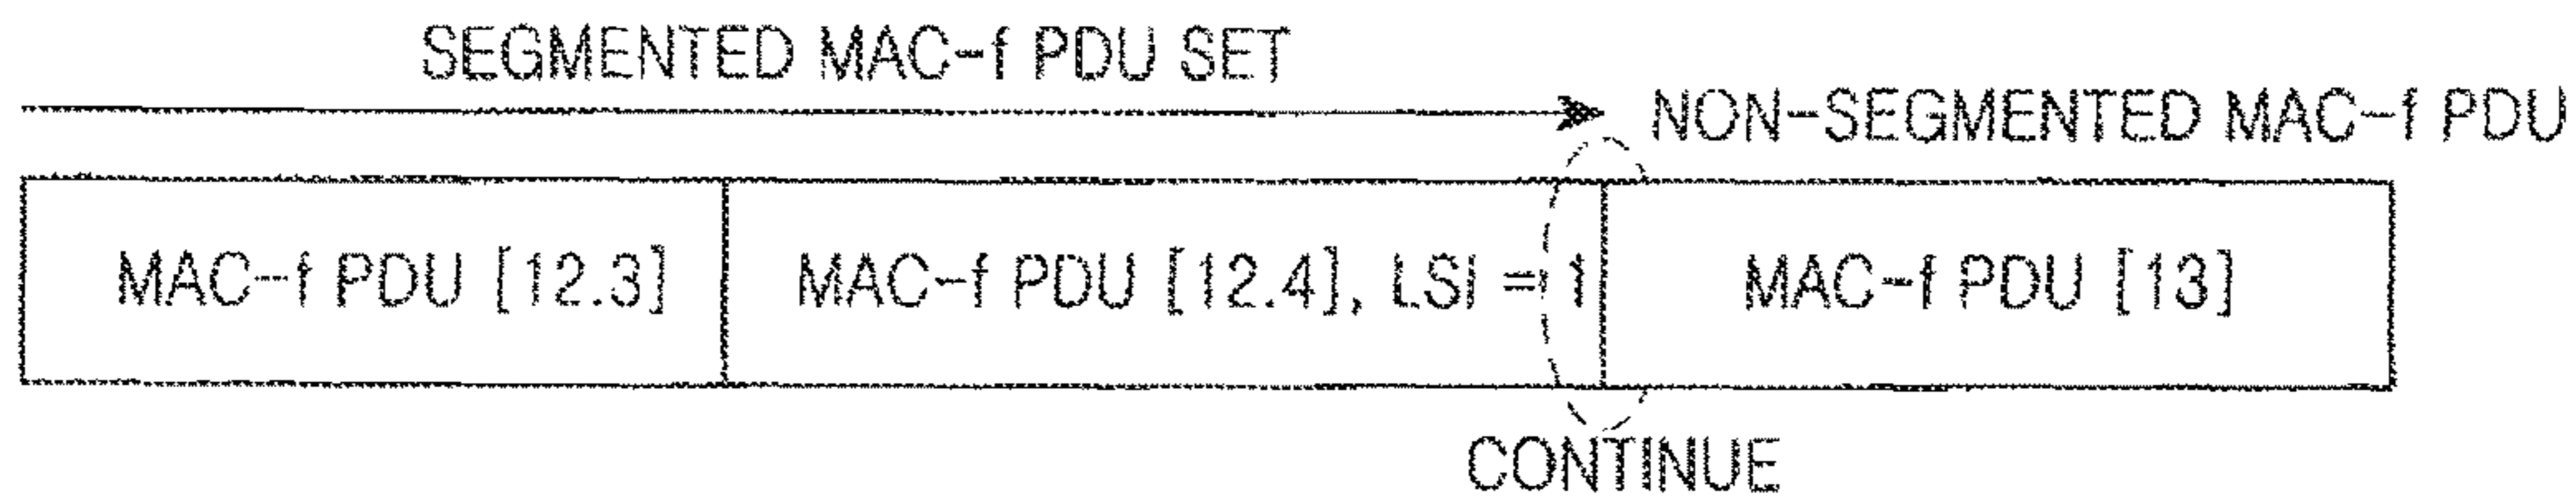 SEGMENTED MAC-f PDU SET
NON-SEGMENTED MAC-f PDU
MAC-f PDU [12.3]
MAC-f PDU [12.4], LSI = 1
MAC-f PDU [13]
CONTINUE